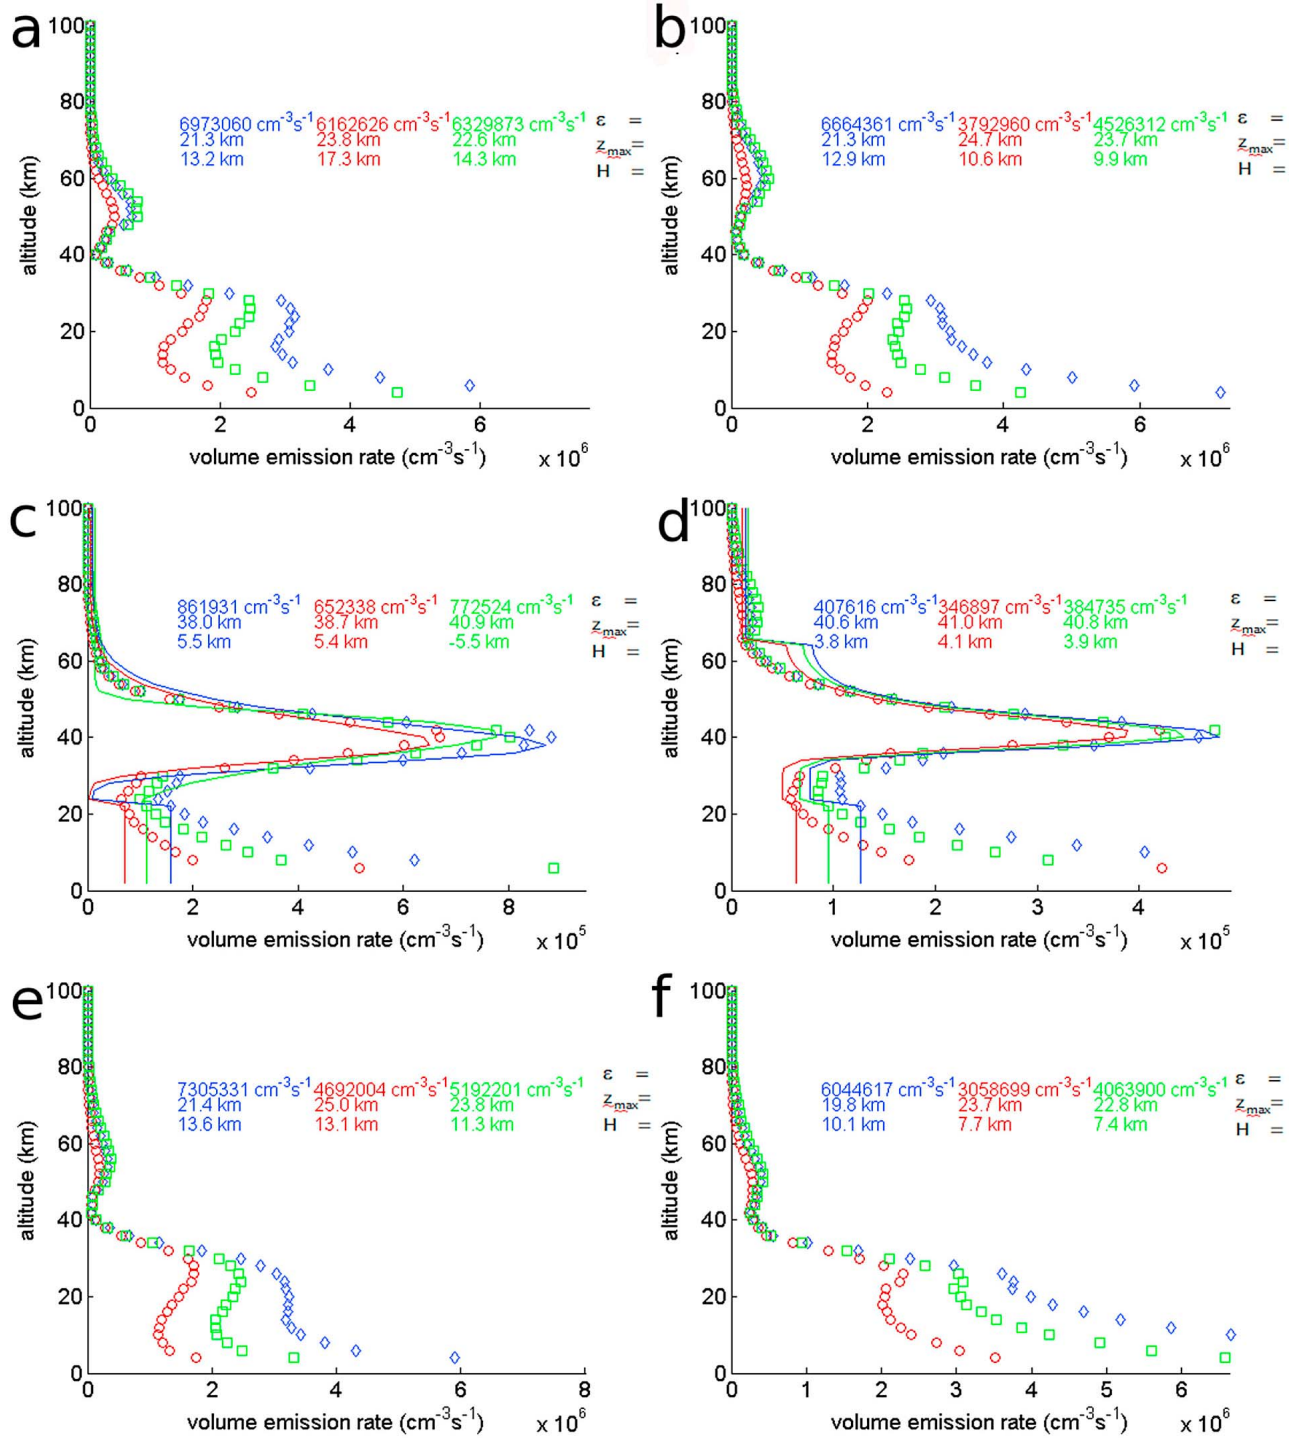 a
100
80
60
40
20
0
altitude (km)
6973060 cm-3s-1 6162626 cm-3s-1 6329873 cm-3s-1 ε =
21.3 km 23.8 km 22.6 km zmax=
13.2 km 17.3 km 14.3 km H =
0 2 4 6
volume emission rate (cm-3s-1) x 10^6
b
100
80
60
40
20
0
altitude (km)
6664361 cm-3s-1 3792960 cm-3s-1 4526312 cm-3s-1 ε =
21.3 km 24.7 km 23.7 km zmax=
12.9 km 10.6 km 9.9 km H =
0 2 4 6
volume emission rate (cm-3s-1) x 10^6
c
100
80
60
40
20
0
altitude (km)
861931 cm-3s-1 652338 cm-3s-1 772524 cm-3s-1 ε =
38.0 km 38.7 km 40.9 km zmax=
5.5 km 5.4 km -5.5 km H =
0 2 4 6 8
volume emission rate (cm-3s-1) x 10^5
d
100
80
60
40
20
0
altitude (km)
407616 cm-3s-1 346897 cm-3s-1 384735 cm-3s-1 ε =
40.6 km 41.0 km 40.8 km zmax=
3.8 km 4.1 km 3.9 km H =
0 1 2 3 4
volume emission rate (cm-3s-1) x 10^5
e
100
80
60
40
20
0
altitude (km)
7305331 cm-3s-1 4692004 cm-3s-1 5192201 cm-3s-1 ε =
21.4 km 25.0 km 23.8 km zmax=
13.6 km 13.1 km 11.3 km H =
0 2 4 6 8
volume emission rate (cm-3s-1) x 10^6
f
100
80
60
40
20
0
altitude (km)
6044617 cm-3s-1 3058699 cm-3s-1 4063900 cm-3s-1 ε =
19.8 km 23.7 km 22.8 km zmax=
10.1 km 7.7 km 7.4 km H =
0 1 2 3 4 5 6
volume emission rate (cm-3s-1) x 10^6